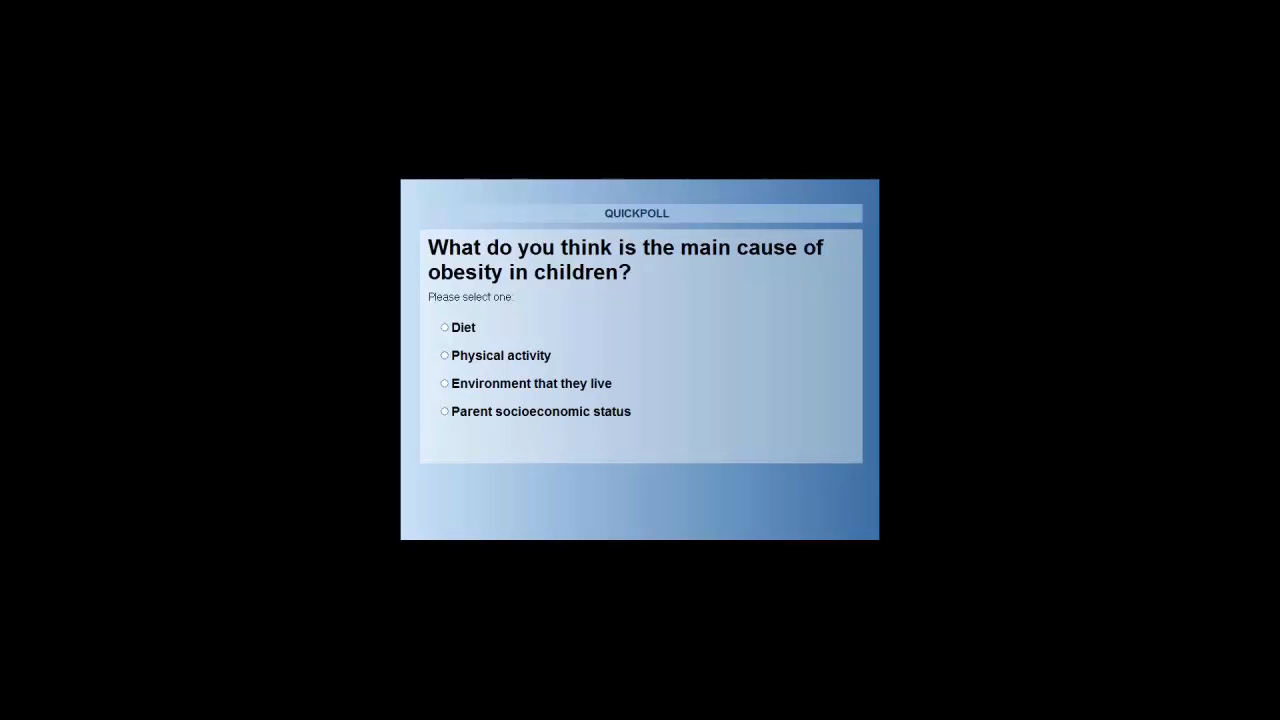 QUICKPOLL
What do you think is the main cause of
obesity in children?
Please select one:
Diet
Physical activity
Environment that they live
Parent socioeconomic status